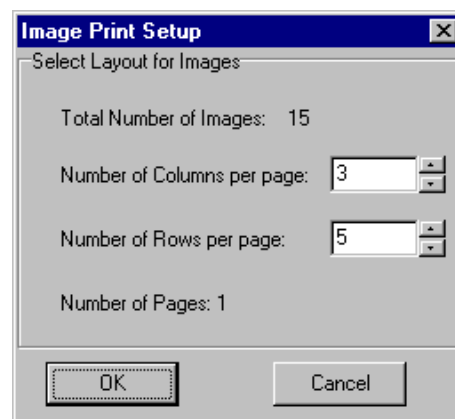 Image Print Setup
Select Layout for Images
Total Number of Images: 15
Number of Columns per page: 3
Number of Rows per page: 5
Number of Pages: 1
OK Cancel